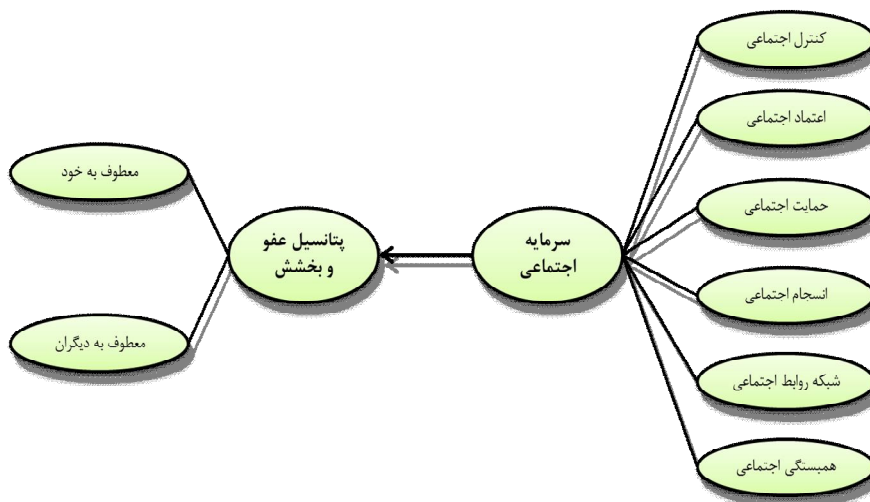 کنترل اجتماعی
اعتماد اجتماعی
حمایت اجتماعی
انسجام اجتماعی
شبکه روابط اجتماعی
همبستگی اجتماعی
سرمایه
اجتماعی
پتانسیل عفو
و بخشش
معطوف به خود
معطوف به دیگران